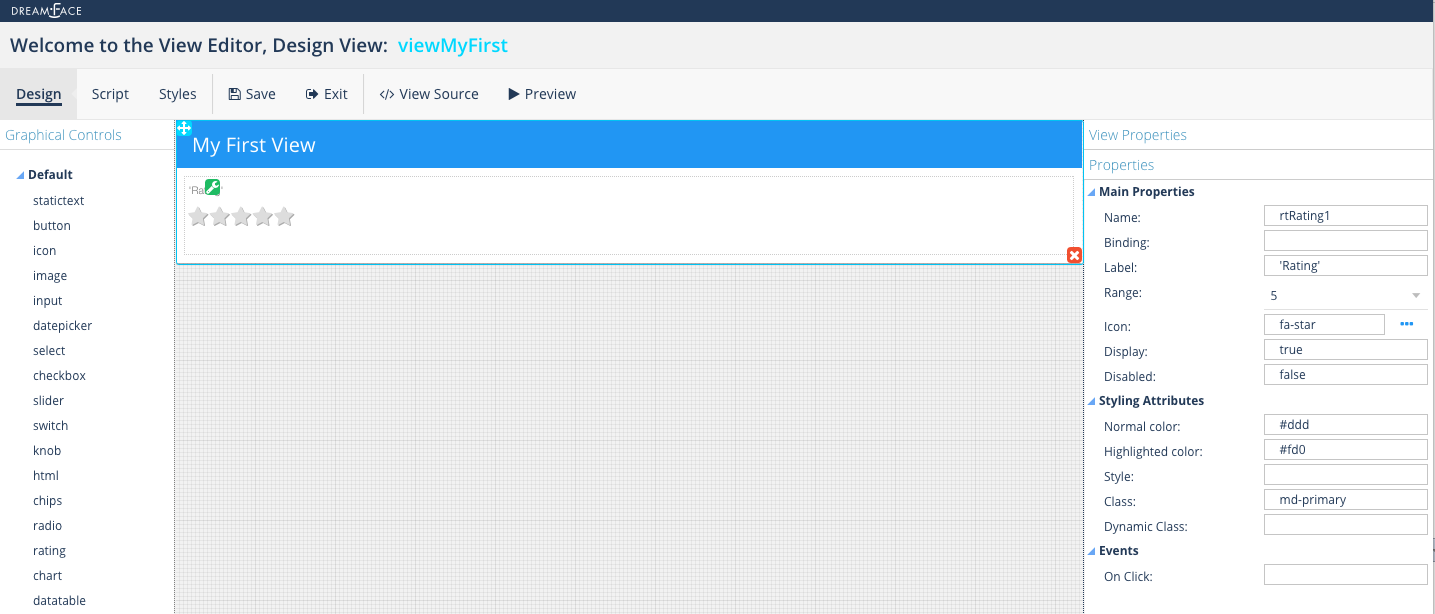 DREAMFACE
Welcome to the View Editor, Design View: viewMyFirst
Design Script Styles Save Exit </> View Source Preview
Graphical Controls
Default
statictext
button
icon
image
input
datepicker
select
checkbox
slider
switch
knob
html
chips
radio
rating
chart
datatable
My First View
View Properties
Properties
Main Properties
Name: rtRating1
Binding:
Label: 'Rating'
Range: 5
Icon: fa-star
Display: true
Disabled: false
Styling Attributes
Normal color: #ddd
Highlighted color: #fd0
Style:
Class: md-primary
Dynamic Class:
Events
On Click: